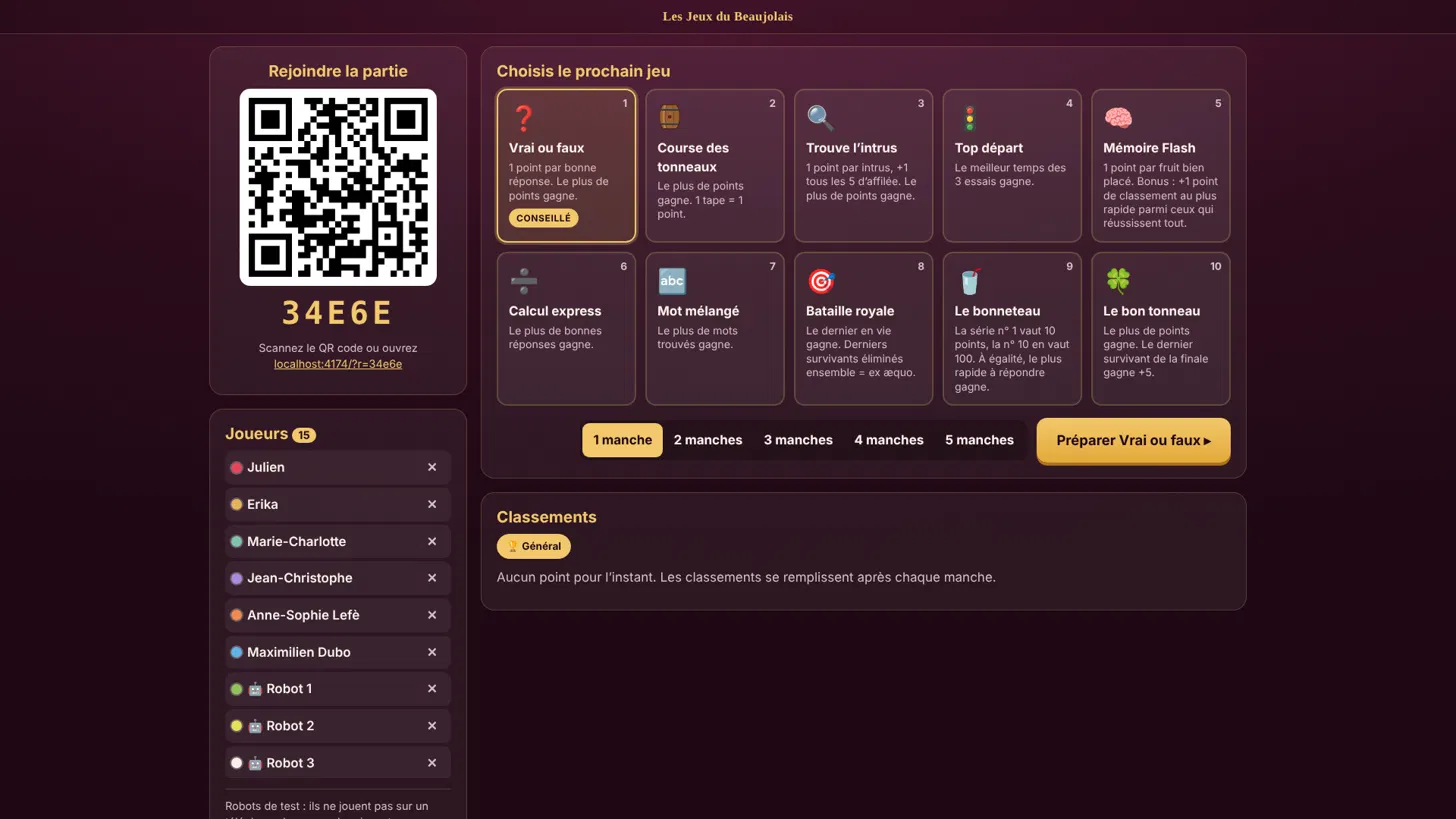 Les Jeux du Beaujolais
Rejoindre la partie
34E6E
Scannez le QR code ou ouvrez
localhost:4174/?r=34e6e
Joueurs 15
Julien ✕
Erika ✕
Marie-Charlotte ✕
Jean-Christophe ✕
Anne-Sophie Lefè ✕
Maximilien Dubo ✕
🤖 Robot 1 ✕
🤖 Robot 2 ✕
🤖 Robot 3 ✕
Robots de test : ils ne jouent pas sur un
Choisis le prochain jeu
1
❓
Vrai ou faux
1 point par bonne
réponse. Le plus de
points gagne.
CONSEILLÉ
2
Course des
tonneaux
Le plus de points
gagne. 1 tape = 1
point.
3
Trouve l’intrus
1 point par intrus, +1
tous les 5 d’affilée. Le
plus de points gagne.
4
Top départ
Le meilleur temps des
3 essais gagne.
5
Mémoire Flash
1 point par fruit bien
placé. Bonus : +1 point
de classement au plus
rapide parmi ceux qui
réussissent tout.
6
➗
Calcul express
Le plus de bonnes
réponses gagne.
7
abc
Mot mélangé
Le plus de mots
trouvés gagne.
8
Bataille royale
Le dernier en vie
gagne. Derniers
survivants éliminés
ensemble = ex æquo.
9
Le bonneteau
La série n° 1 vaut 10
points, la n° 10 en vaut
100. À égalité, le plus
rapide à répondre
gagne.
10
Le bon tonneau
Le plus de points
gagne. Le dernier
survivant de la finale
gagne +5.
1 manche 2 manches 3 manches 4 manches 5 manches
Préparer Vrai ou faux ▸
Classements
🏆 Général
Aucun point pour l’instant. Les classements se remplissent après chaque manche.